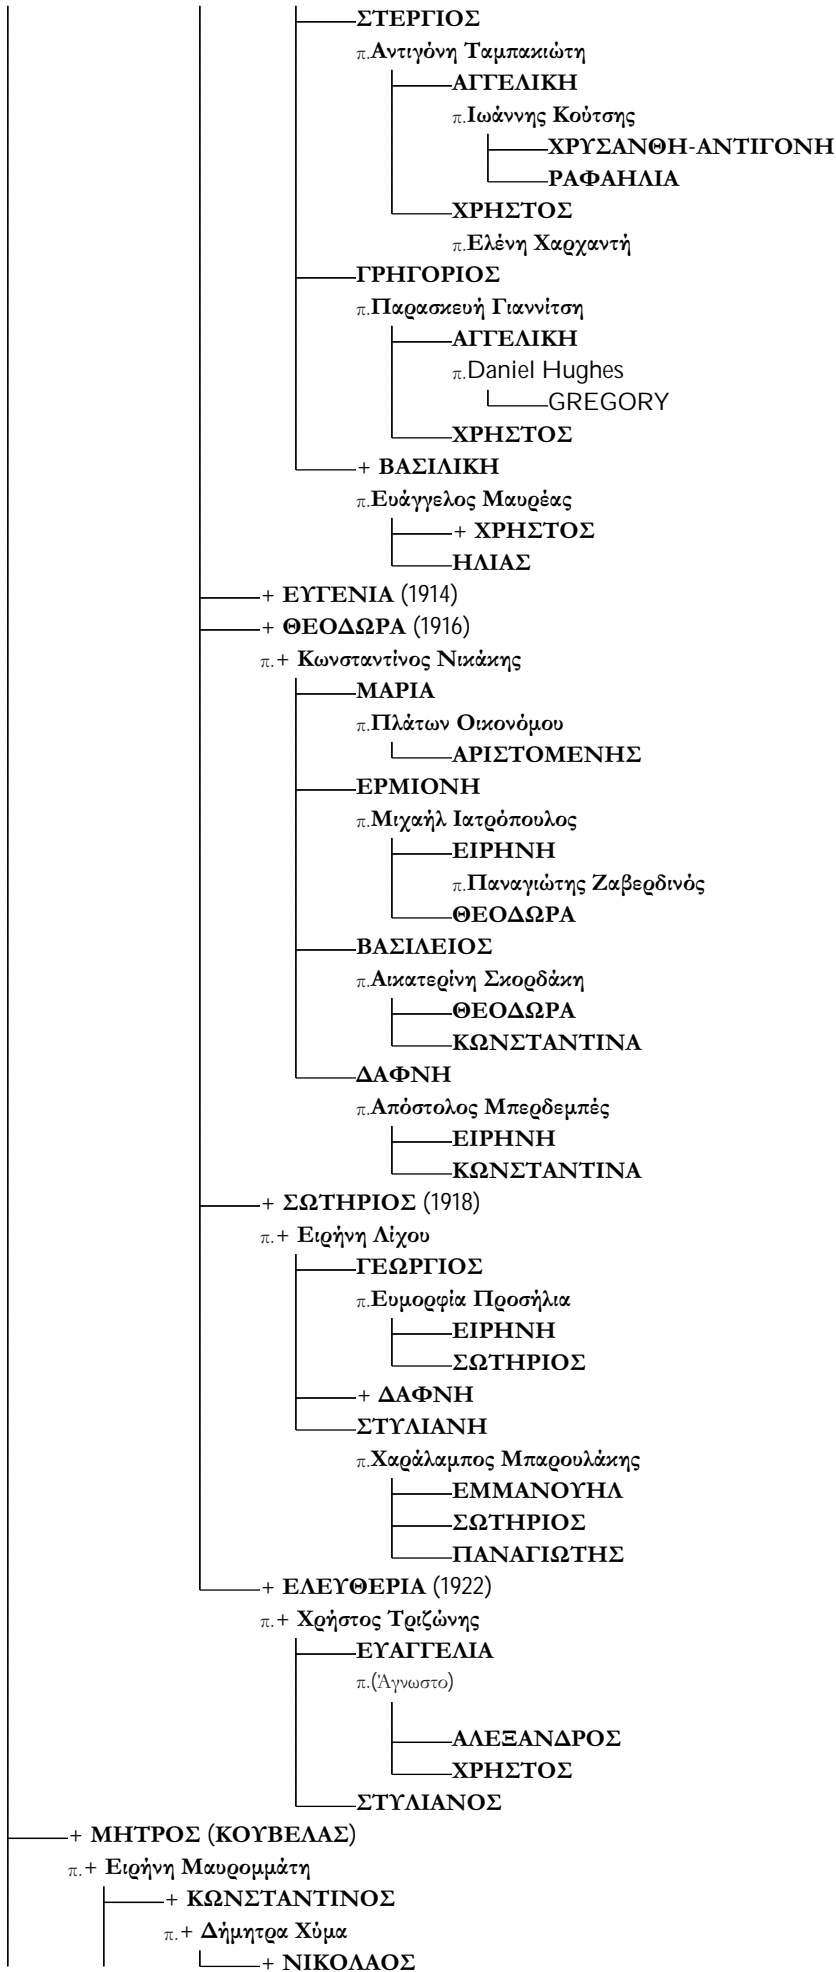 ΣΤΕΡΓΙΟΣ
π.Αντιγόνη Ταμπακιώτη
ΑΓΓΕΛΙΚΗ
π.Ιωάννης Κούτσης
ΧΡΥΣΑΝΘΗ-ΑΝΤΙΓΟΝΗ
ΡΑΦΑΗΛΙΑ
ΧΡΗΣΤΟΣ
π.Ελένη Χαρχαντή
ΓΡΗΓΟΡΙΟΣ
π.Παρασκευή Γιαννίτση
ΑΓΓΕΛΙΚΗ
π.Daniel Hughes
GREGORY
ΧΡΗΣΤΟΣ
+ ΒΑΣΙΛΙΚΗ
π.Ευάγγελος Μαυρέας
+ ΧΡΗΣΤΟΣ
ΗΛΙΑΣ
+ ΕΥΓΕΝΙΑ (1914)
+ ΘΕΟΔΩΡΑ (1916)
π.+ Κωνσταντίνος Νικάκης
ΜΑΡΙΑ
π.Πλάτων Οικονόμου
ΑΡΙΣΤΟΜΕΝΗΣ
ΕΡΜΙΟΝΗ
π.Μιχαήλ Ιατρόπουλος
ΕΙΡΗΝΗ
π.Παναγιώτης Ζαβερδινός
ΘΕΟΔΩΡΑ
ΒΑΣΙΛΕΙΟΣ
π.Αικατερίνη Σκορδάκη
ΘΕΟΔΩΡΑ
ΚΩΝΣΤΑΝΤΙΝΑ
ΔΑΦΝΗ
π.Απόστολος Μπερδεμπές
ΕΙΡΗΝΗ
ΚΩΝΣΤΑΝΤΙΝΑ
+ ΣΩΤΗΡΙΟΣ (1918)
π.+ Ειρήνη Λίχου
ΓΕΩΡΓΙΟΣ
π.Ευμορφία Προσήλια
ΕΙΡΗΝΗ
ΣΩΤΗΡΙΟΣ
+ ΔΑΦΝΗ
ΣΤΥΛΙΑΝΗ
π.Χαράλαμπος Μπαρουλάκης
ΕΜΜΑΝΟΥΗΛ
ΣΩΤΗΡΙΟΣ
ΠΑΝΑΓΙΩΤΗΣ
+ ΕΛΕΥΘΕΡΙΑ (1922)
π.+ Χρήστος Τριζώνης
ΕΥΑΓΓΕΛΙΑ
π.(Άγνωστο)
ΑΛΕΞΑΝΔΡΟΣ
ΧΡΗΣΤΟΣ
ΣΤΥΛΙΑΝΟΣ
+ ΜΗΤΡΟΣ (ΚΟΥΒΕΛΑΣ)
π.+ Ειρήνη Μαυρομμάτη
+ ΚΩΝΣΤΑΝΤΙΝΟΣ
π.+ Δήμητρα Χύμα
+ ΝΙΚΟΛΑΟΣ